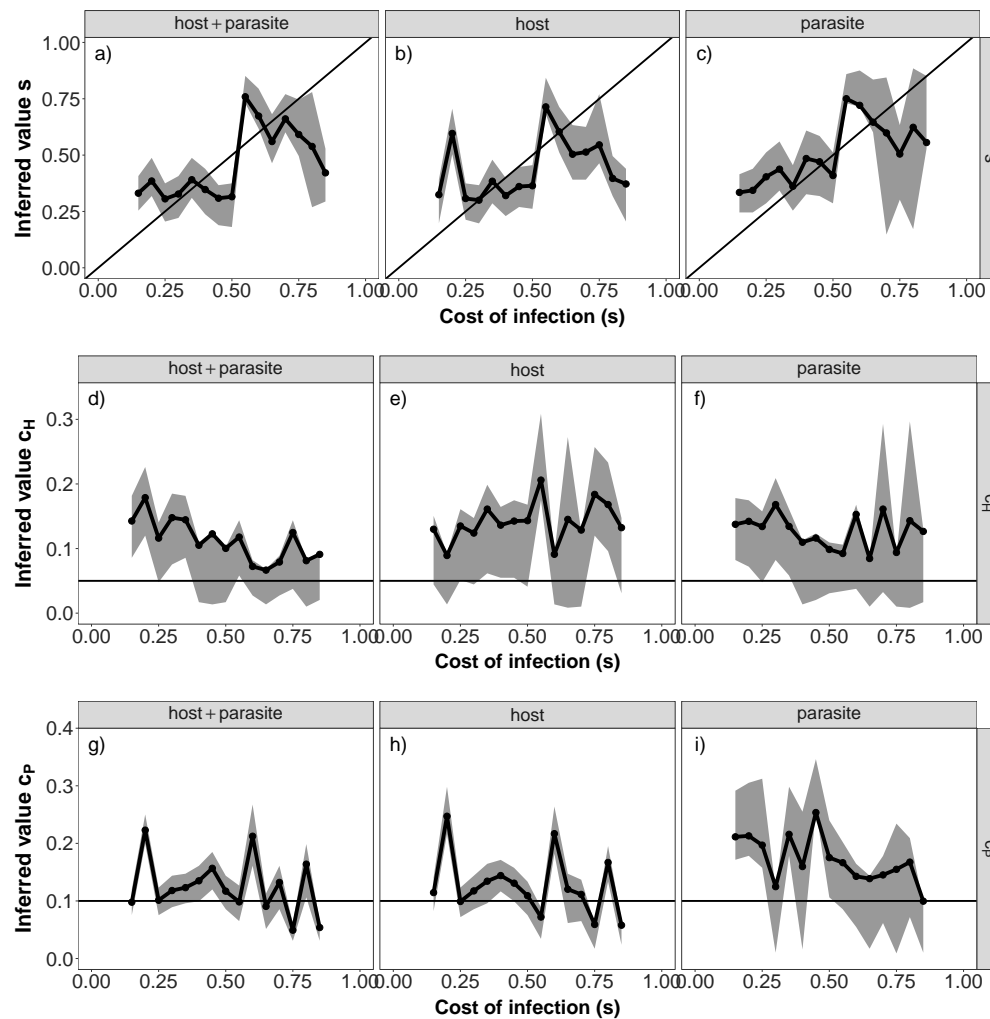 host + parasite host parasite
a) b) c)
1.00
0.75
0.50
0.25
0.00
Inferred value s
s
0.00 0.25 0.50 0.75 1.00 0.00 0.25 0.50 0.75 1.00 0.00 0.25 0.50 0.75 1.00
Cost of infection (s)
host + parasite host parasite
d) e) f)
0.3
0.2
0.1
0.0
Inferred value cH
cH
0.00 0.25 0.50 0.75 1.00 0.00 0.25 0.50 0.75 1.00 0.00 0.25 0.50 0.75 1.00
Cost of infection (s)
host + parasite host parasite
g) h) i)
0.4
0.3
0.2
0.1
0.0
Inferred value cP
cP
0.00 0.25 0.50 0.75 1.00 0.00 0.25 0.50 0.75 1.00 0.00 0.25 0.50 0.75 1.00
Cost of infection (s)